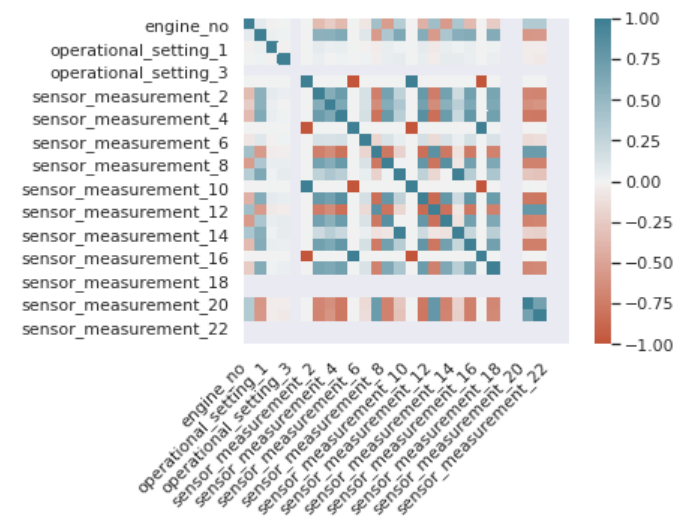 engine_no
operational_setting_1
operational_setting_3
sensor_measurement_2
sensor_measurement_4
sensor_measurement_6
sensor_measurement_8
sensor_measurement_10
sensor_measurement_12
sensor_measurement_14
sensor_measurement_16
sensor_measurement_18
sensor_measurement_20
sensor_measurement_22
1.00
0.75
0.50
0.25
0.00
−0.25
−0.50
−0.75
−1.00
engine_no
operational_setting_1
operational_setting_3
sensor_measurement_2
sensor_measurement_4
sensor_measurement_6
sensor_measurement_8
sensor_measurement_10
sensor_measurement_12
sensor_measurement_14
sensor_measurement_16
sensor_measurement_18
sensor_measurement_20
sensor_measurement_22